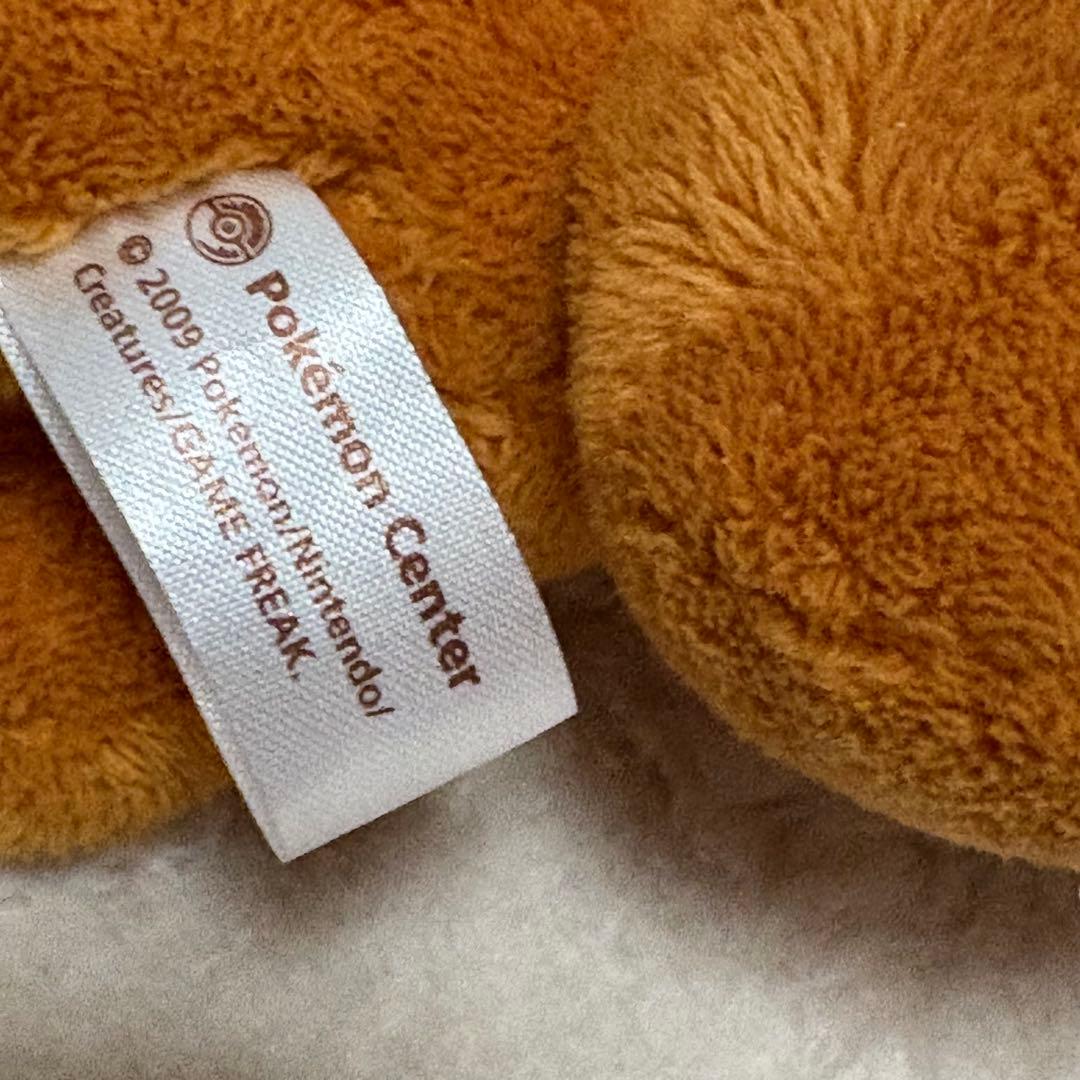 Pokémon Center
© 2009 Pokémon/Nintendo/
Creatures/GAME FREAK.